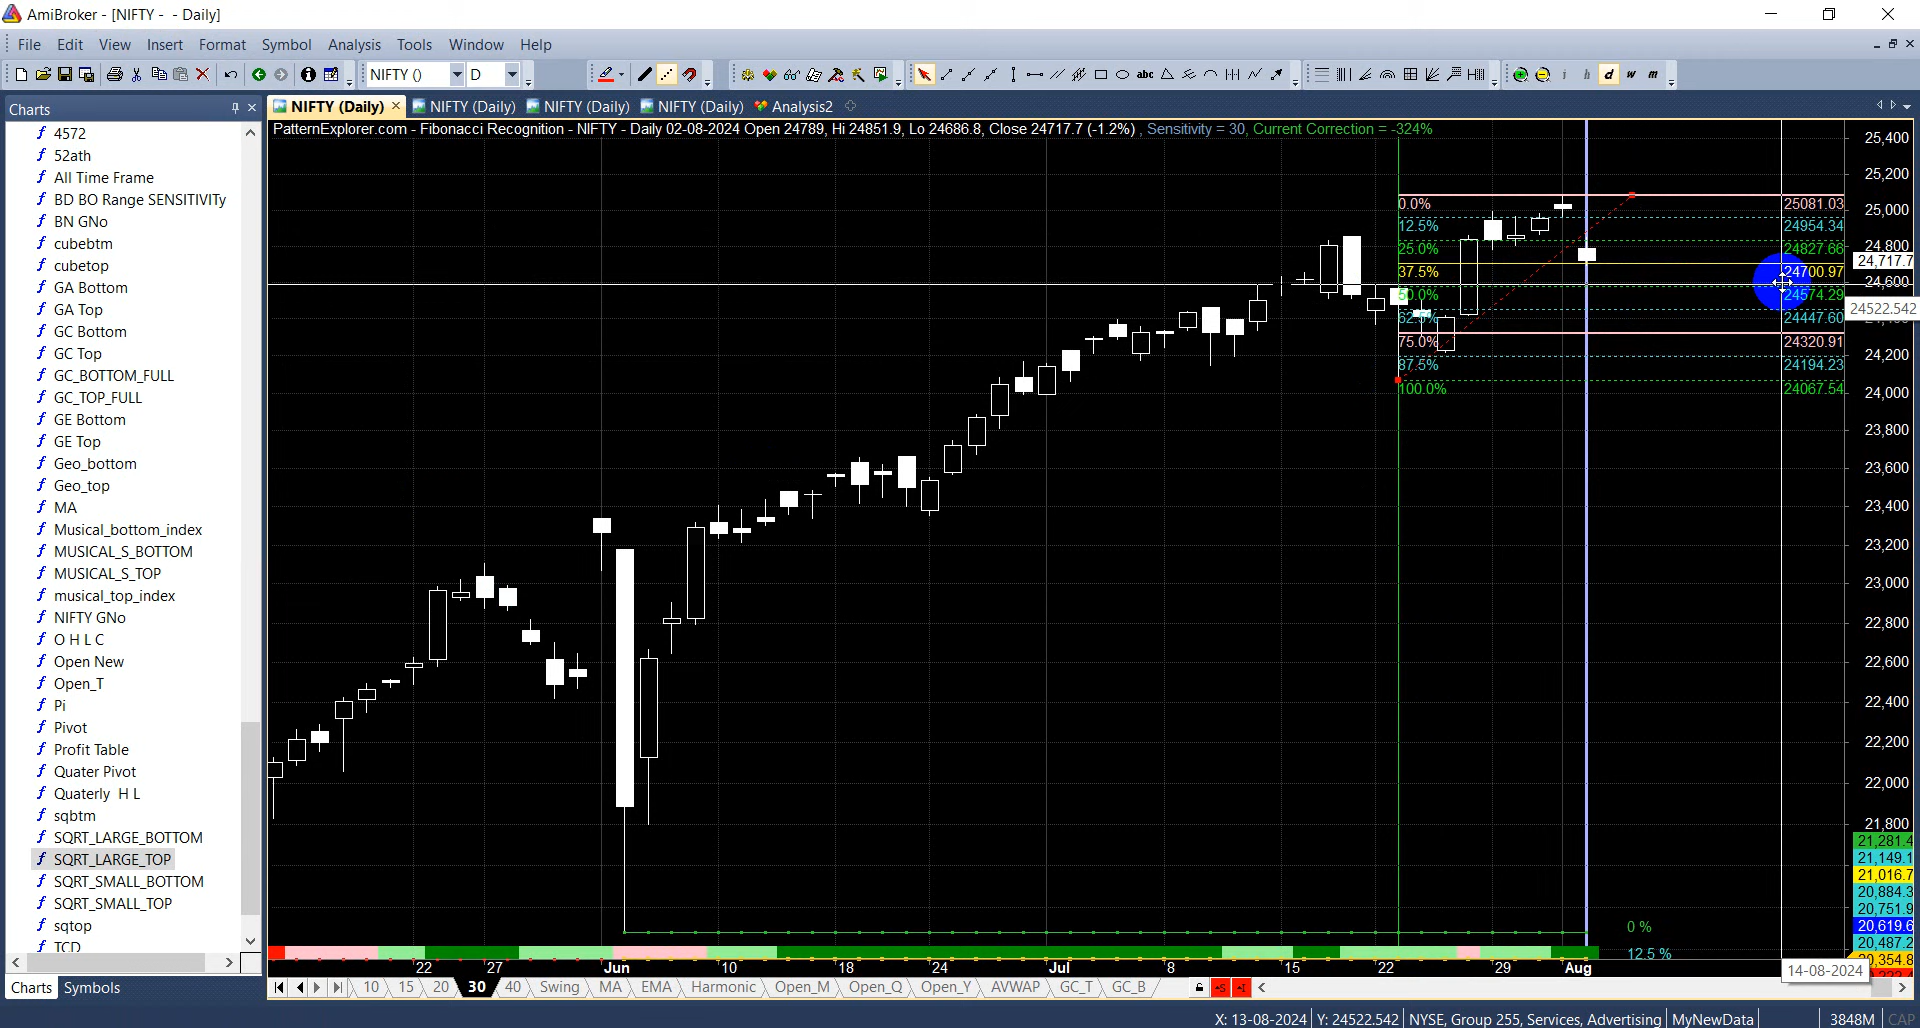 AmiBroker - [NIFTY -  - Daily]
File Edit View Insert Format Symbol Analysis Tools Window Help
NIFTY () D
Charts
NIFTY (Daily) NIFTY (Daily) NIFTY (Daily) NIFTY (Daily) Analysis2
PatternExplorer.com - Fibonacci Recognition - NIFTY - Daily 02-08-2024 Open 24789, Hi 24851.9, Lo 24686.8, Close 24717.7 (-1.2%) , Sensitivity = 30, Current Correction = -324%
4572
52ath
All Time Frame
BD BO Range SENSITIVITy
BN GNo
cubebtm
cubetop
GA Bottom
GA Top
GC Bottom
GC Top
GC_BOTTOM_FULL
GC_TOP_FULL
GE Bottom
GE Top
Geo_bottom
Geo_top
MA
Musical_bottom_index
MUSICAL_S_BOTTOM
MUSICAL_S_TOP
musical_top_index
NIFTY GNo
O H L C
Open New
Open_T
Pi
Pivot
Profit Table
Quater Pivot
Quaterly H L
sqbtm
SQRT_LARGE_BOTTOM
SQRT_LARGE_TOP
SQRT_SMALL_BOTTOM
SQRT_SMALL_TOP
sqtop
TCD
Charts Symbols
0.0% 25081.03
12.5% 24954.34
25.0% 24827.66
37.5% 24700.97
50.0% 24574.29
62.5% 24447.60
75.0% 24320.91
87.5% 24194.23
100.0% 24067.54
25,400
25,200
25,000
24,800
24,717.7
24,600
24522.542
24,200
24,000
23,800
23,600
23,400
23,200
23,000
22,800
22,600
22,400
22,200
22,000
21,800
21,281.4
21,149.1
21,016.7
20,884.3
20,751.9
20,619.6
20,487.2
20,354.8
0 %
12.5 %
22 27 Jun 10 18 24 Jul 8 15 22 29 Aug
14-08-2024
10 15 20 30 40 Swing MA EMA Harmonic Open_M Open_Q Open_Y AVWAP GC_T GC_B
X: 13-08-2024 Y: 24522.542 NYSE, Group 255, Services, Advertising MyNewData 3848M CAP